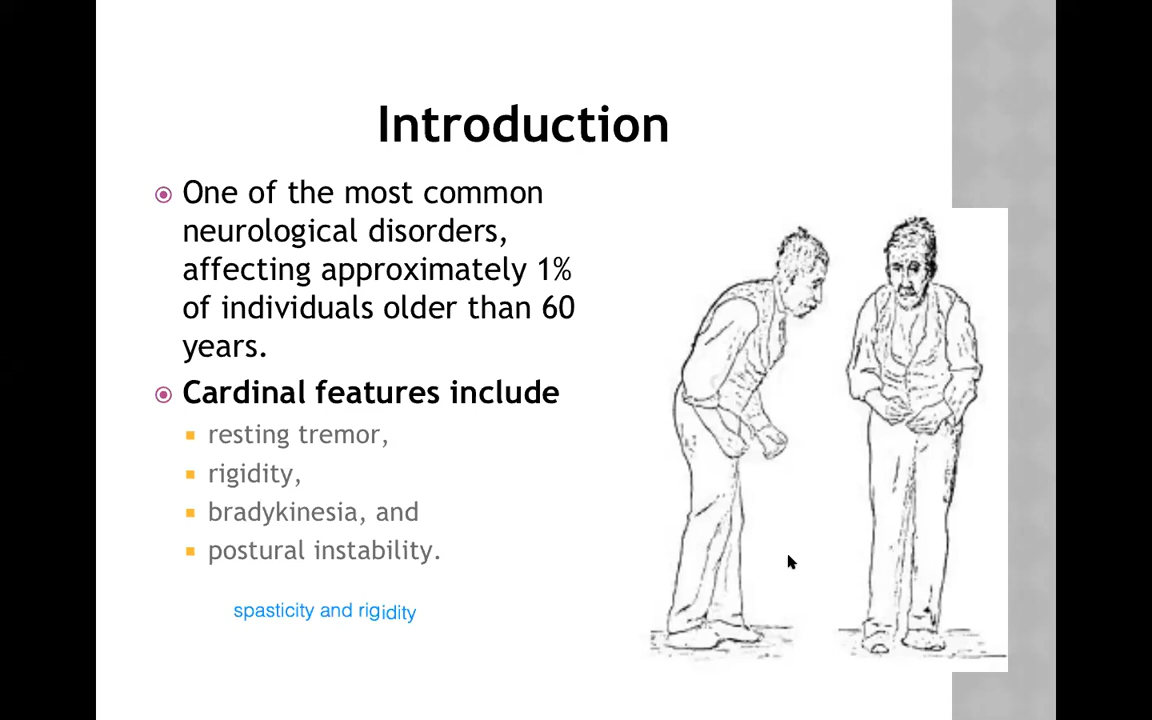 Introduction
One of the most common
neurological disorders,
affecting approximately 1%
of individuals older than 60
years.
Cardinal features include
resting tremor,
rigidity,
bradykinesia, and
postural instability.
spasticity and rigidity